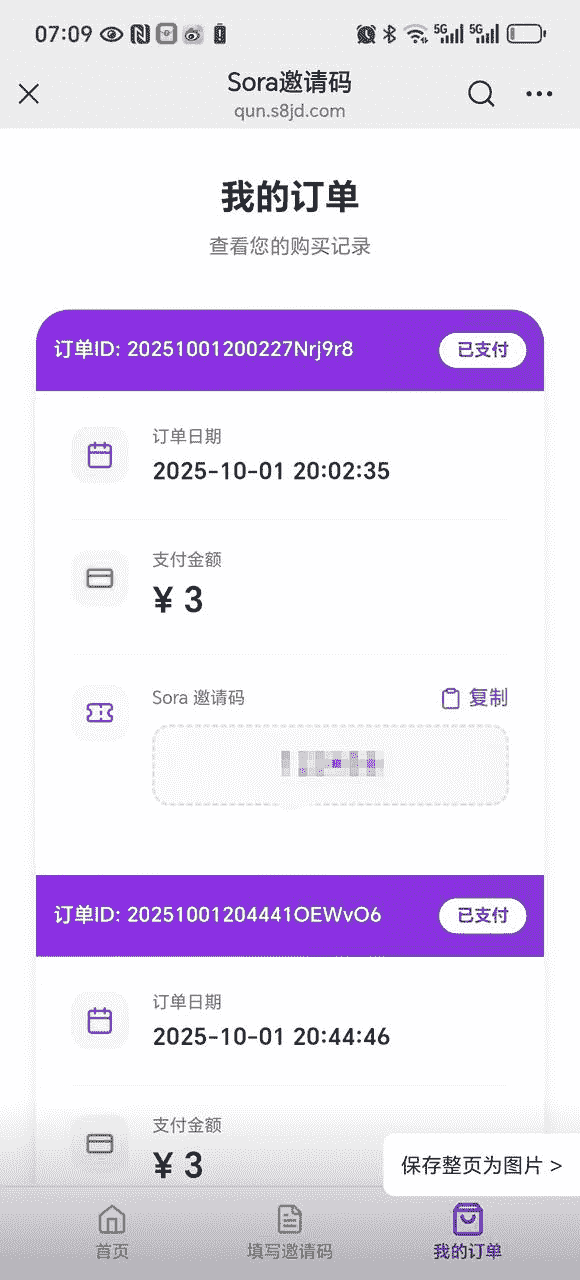 07:09
5G 5G
Sora邀请码
qun.s8jd.com
我的订单
查看您的购买记录
订单ID: 20251001200227Nrj9r8
已支付
订单日期
2025-10-01 20:02:35
支付金额
¥ 3
Sora 邀请码
复制
订单ID: 20251001204441OEWvO6
已支付
订单日期
2025-10-01 20:44:46
支付金额
¥ 3
保存整页为图片 >
首页
填写邀请码
我的订单